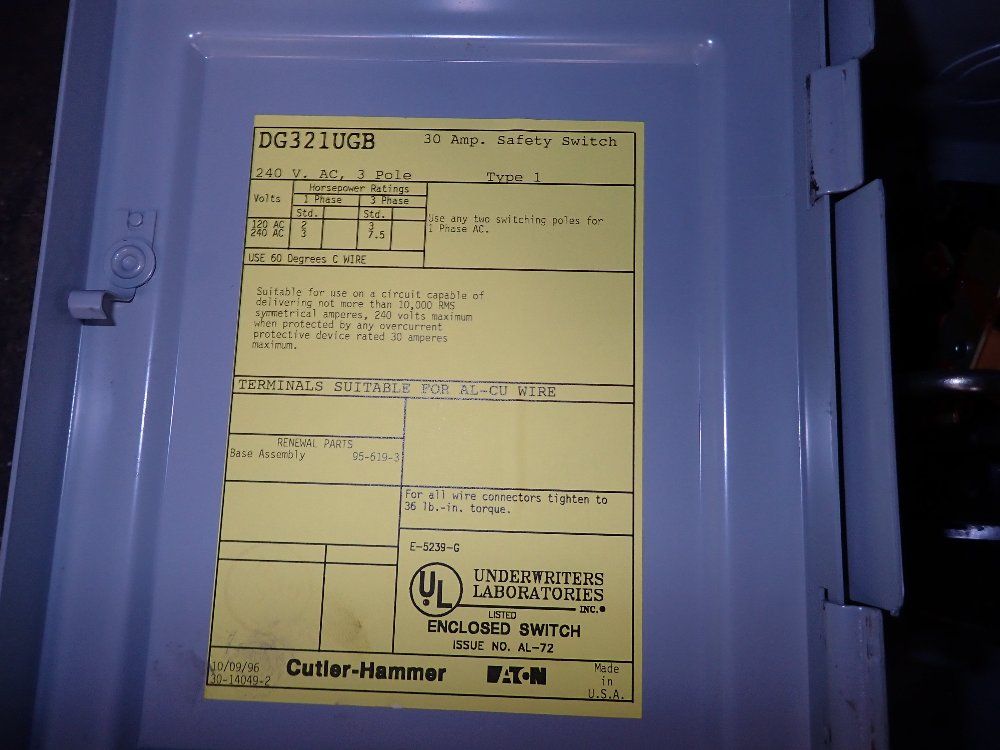 DG321UGB 30 Amp. Safety Switch
240 V. AC, 3 Pole Type 1
Volts Horsepower Ratings
1 Phase 3 Phase
Std. Std.
120 AC 2 3
240 AC 3 7.5
Use any two switching poles for
1 Phase AC.
USE 60 Degrees C WIRE
Suitable for use on a circuit capable of
delivering not more than 10,000 RMS
symmetrical amperes, 240 volts maximum
when protected by any overcurrent
protective device rated 30 amperes
maximum.
TERMINALS SUITABLE FOR AL-CU WIRE
RENEWAL PARTS
Base Assembly 95-619-3
For all wire connectors tighten to
36 lb.-in. torque.
E-5239-G
UL UNDERWRITERS
LABORATORIES
INC.®
LISTED
ENCLOSED SWITCH
ISSUE NO. AL-72
10/09/96
30-14049-2
Cutler-Hammer EATON
Made
in
U.S.A.